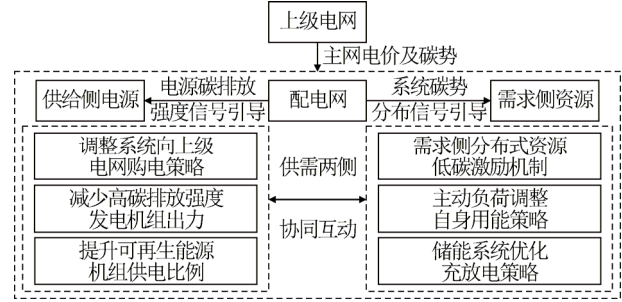 上级电网
主网电价及碳势
供给侧电源
电源碳排放
强度信号引导
配电网
系统碳势
分布信号引导
需求侧资源
调整系统向上级
电网购电策略
减少高碳排放强度
发电机组出力
提升可再生能源
机组供电比例
供需两侧
协同互动
需求侧分布式资源
低碳激励机制
主动负荷调整
自身用能策略
储能系统优化
充放电策略